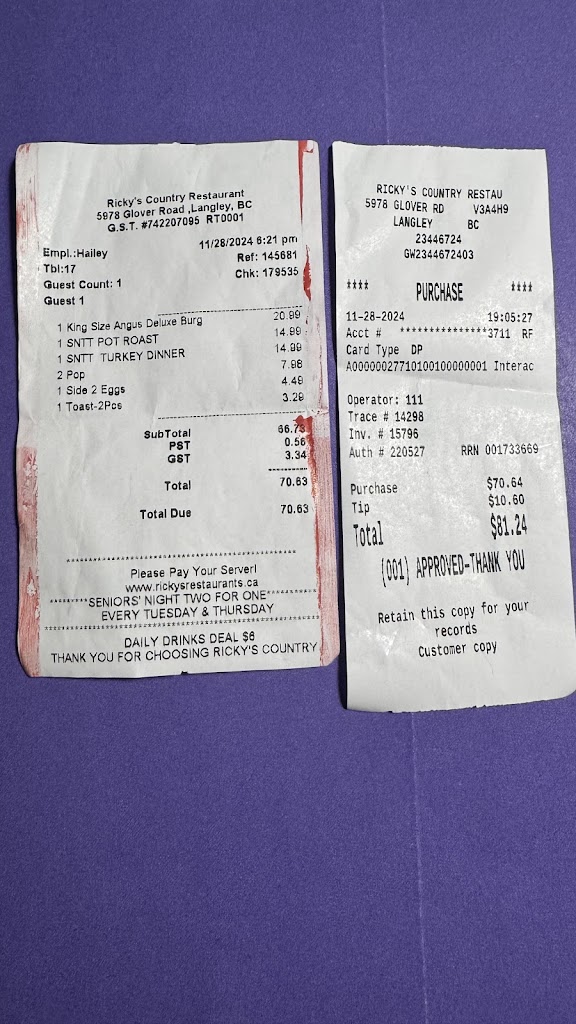 Ricky's Country Restaurant
5978 Glover Road ,Langley, BC
G.S.T. #742207095 RT0001
11/28/2024 6:21 pm
Empl.:Hailey Ref: 145681
Tbl:17 Chk: 179535
Guest Count: 1
Guest 1
1 King Size Angus Deluxe Burg 20.99
1 SNTT POT ROAST 14.99
1 SNTT TURKEY DINNER 14.99
2 Pop 7.98
1 Side 2 Eggs 4.49
1 Toast-2Pcs 3.29
SubTotal 66.73
PST 0.56
GST 3.34
Total 70.63
Total Due 70.63
Please Pay Your Server!
www.rickysrestaurants.ca
*********SENIORS' NIGHT TWO FOR ONE***********
EVERY TUESDAY & THURSDAY
DAILY DRINKS DEAL $6
THANK YOU FOR CHOOSING RICKY'S COUNTRY
RICKY'S COUNTRY RESTAU
5978 GLOVER RD V3A4H9
LANGLEY BC
23446724
GW2344672403
**** PURCHASE ****
11-28-2024 19:05:27
Acct # ***************3711 RF
Card Type DP
A0000002771010010000001 Interac
Operator: 111
Trace # 14298
Inv. # 15796
Auth # 220527 RRN 001733669
Purchase $70.64
Tip $10.60
Total $81.24
(001) APPROVED-THANK YOU
Retain this copy for your
records
Customer copy